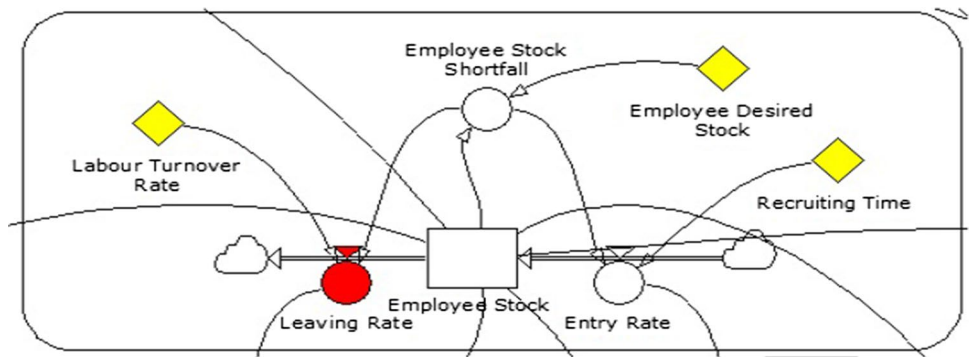 Employee Stock
Shortfall
Employee Desired
Stock
Labour Turnover
Rate
Recruiting Time
Employee Stock
Leaving Rate
Entry Rate